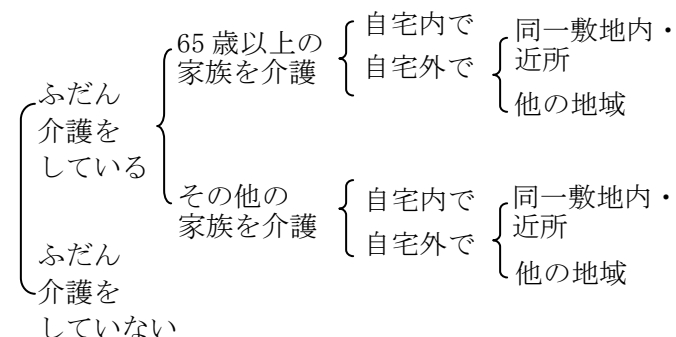 ふだん
介護を
している
65 歳以上の
家族を介護
自宅内で
自宅外で
同一敷地内・
近所
他の地域
その他の
家族を介護
自宅内で
自宅外で
同一敷地内・
近所
他の地域
ふだん
介護を
していない